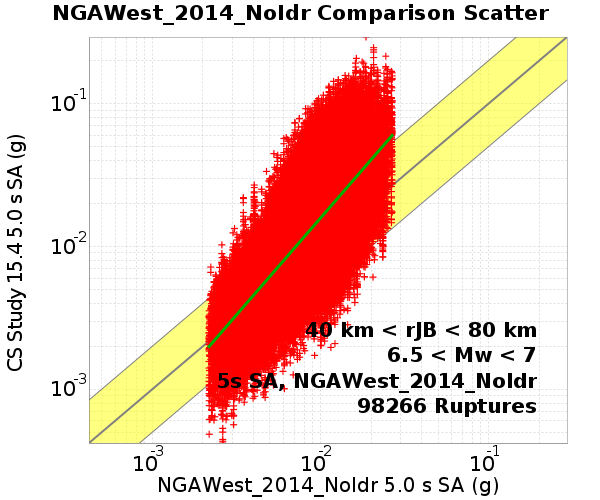 NGAWest_2014_NoIdr Comparison Scatter
CS Study 15.4 5.0 s SA (g)
10-1
10-2
10-3
40 km < rJB < 80 km
6.5 < Mw < 7
5s SA, NGAWest_2014_NoIdr
98266 Ruptures
10-3 10-2 10-1
NGAWest_2014_NoIdr 5.0 s SA (g)